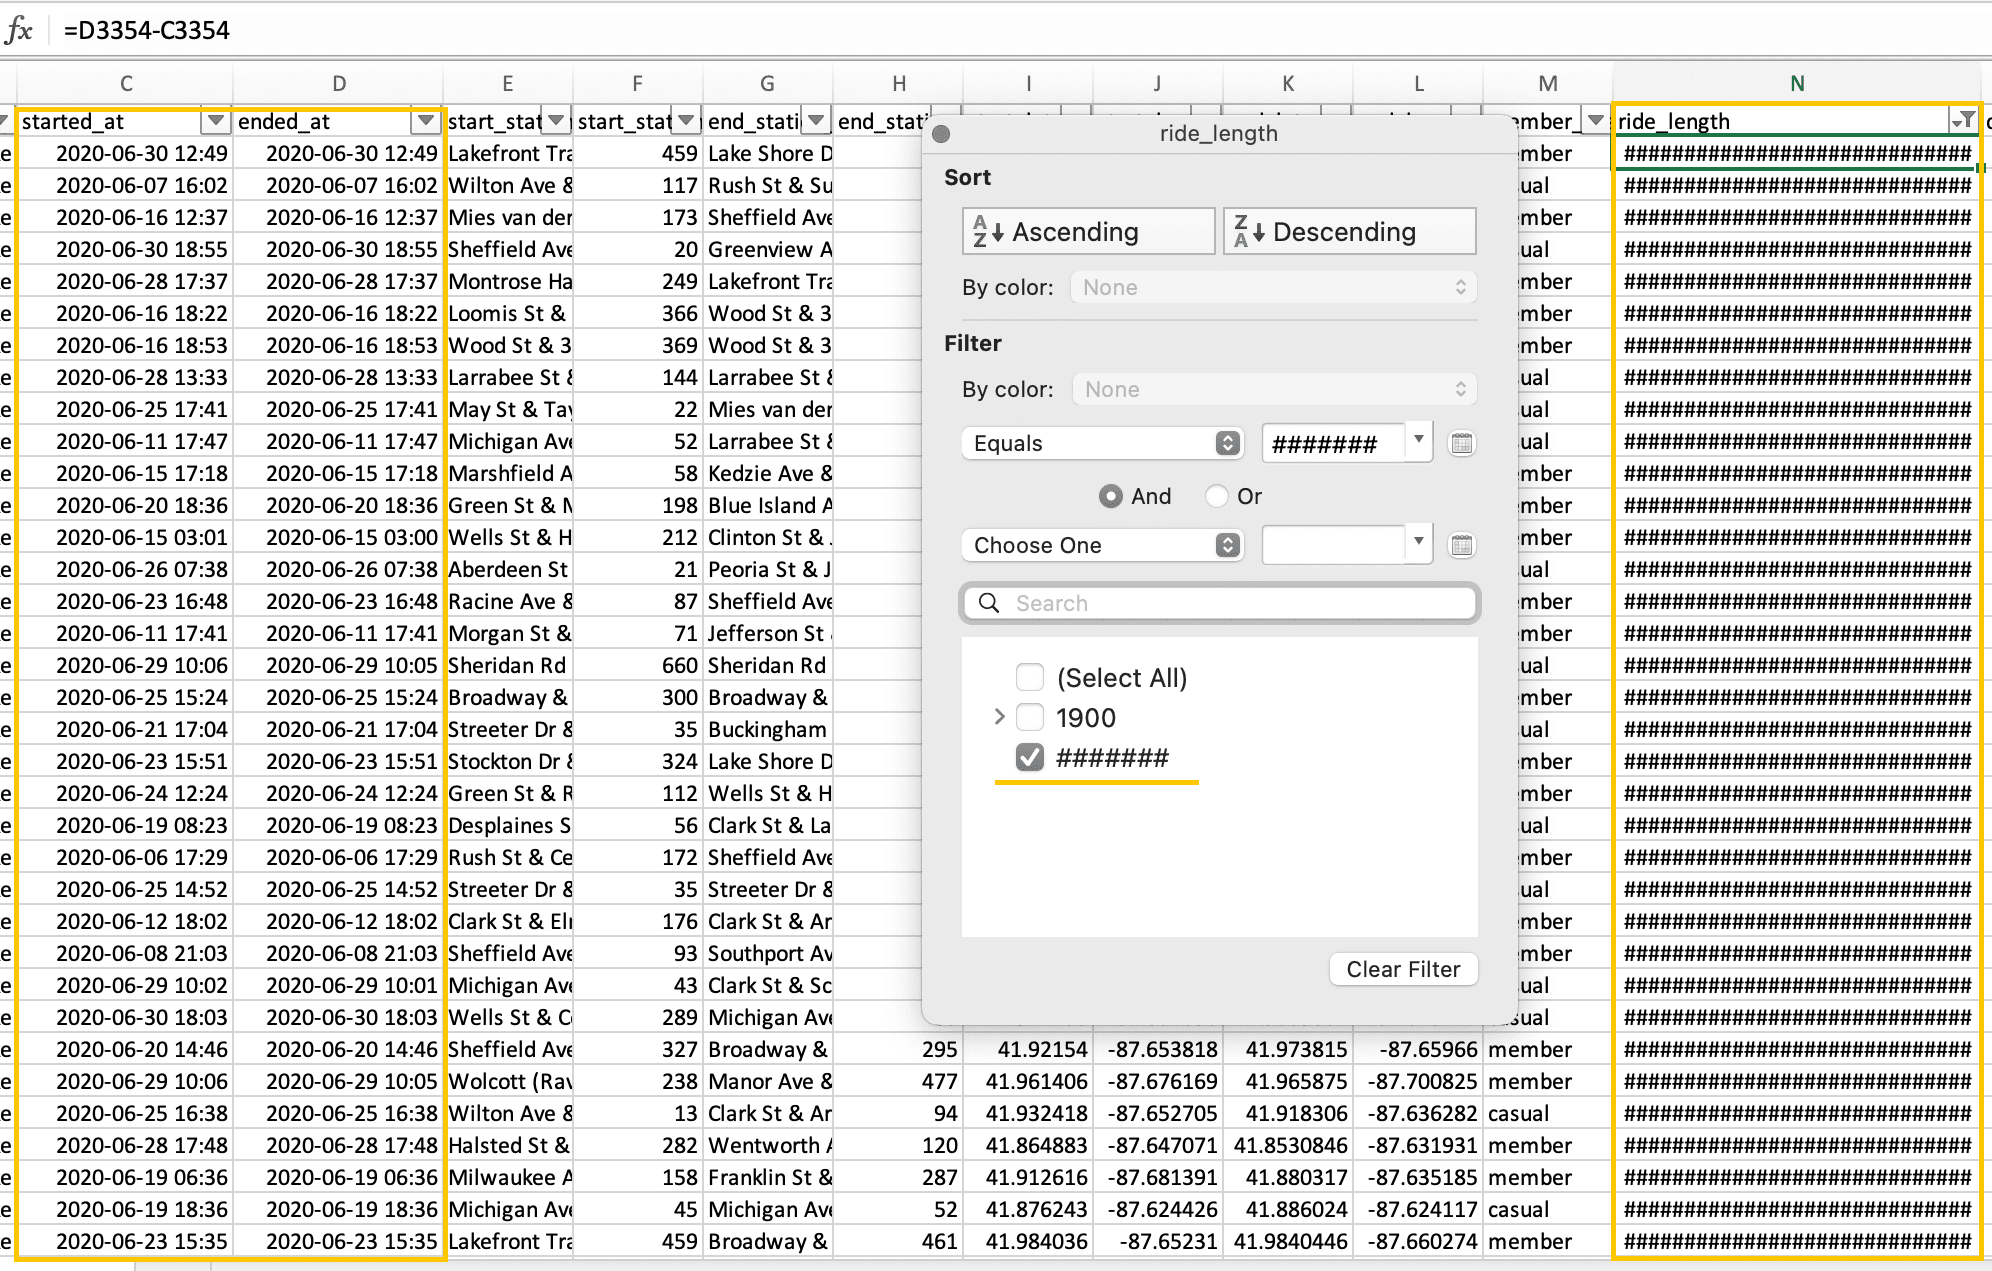 fx =D3354-C3354
C D E F G H I J K L M N
started_at ended_at start_stat start_stat end_stati end_stati ember_ ride_length
2020-06-30 12:49 2020-06-30 12:49 Lakefront Tra 459 Lake Shore D mber #############################
2020-06-07 16:02 2020-06-07 16:02 Wilton Ave & 117 Rush St & Su ual #############################
2020-06-16 12:37 2020-06-16 12:37 Mies van der 173 Sheffield Ave mber #############################
2020-06-30 18:55 2020-06-30 18:55 Sheffield Ave 20 Greenview A ual #############################
2020-06-28 17:37 2020-06-28 17:37 Montrose Ha 249 Lakefront Tra mber #############################
2020-06-16 18:22 2020-06-16 18:22 Loomis St & 366 Wood St & 3 mber #############################
2020-06-16 18:53 2020-06-16 18:53 Wood St & 3 369 Wood St & 3 mber #############################
2020-06-28 13:33 2020-06-28 13:33 Larrabee St & 144 Larrabee St & ual #############################
2020-06-25 17:41 2020-06-25 17:41 May St & Tay 22 Mies van der ual #############################
2020-06-11 17:47 2020-06-11 17:47 Michigan Ave 52 Larrabee St & ual #############################
2020-06-15 17:18 2020-06-15 17:18 Marshfield A 58 Kedzie Ave & mber #############################
2020-06-20 18:36 2020-06-20 18:36 Green St & M 198 Blue Island A mber #############################
2020-06-15 03:01 2020-06-15 03:00 Wells St & H 212 Clinton St & mber #############################
2020-06-26 07:38 2020-06-26 07:38 Aberdeen St 21 Peoria St & J ual #############################
2020-06-23 16:48 2020-06-23 16:48 Racine Ave & 87 Sheffield Ave mber #############################
2020-06-11 17:41 2020-06-11 17:41 Morgan St & 71 Jefferson St mber #############################
2020-06-29 10:06 2020-06-29 10:05 Sheridan Rd 660 Sheridan Rd ual #############################
2020-06-25 15:24 2020-06-25 15:24 Broadway & 300 Broadway & mber #############################
2020-06-21 17:04 2020-06-21 17:04 Streeter Dr & 35 Buckingham ual #############################
2020-06-23 15:51 2020-06-23 15:51 Stockton Dr & 324 Lake Shore D mber #############################
2020-06-24 12:24 2020-06-24 12:24 Green St & R 112 Wells St & H mber #############################
2020-06-19 08:23 2020-06-19 08:23 Desplaines S 56 Clark St & La ual #############################
2020-06-06 17:29 2020-06-06 17:29 Rush St & Ce 172 Sheffield Ave mber #############################
2020-06-25 14:52 2020-06-25 14:52 Streeter Dr & 35 Streeter Dr & ual #############################
2020-06-12 18:02 2020-06-12 18:02 Clark St & Elm 176 Clark St & Ar mber #############################
2020-06-08 21:03 2020-06-08 21:03 Sheffield Ave 93 Southport Av mber #############################
2020-06-29 10:02 2020-06-29 10:01 Michigan Ave 43 Clark St & Sc ual #############################
2020-06-30 18:03 2020-06-30 18:03 Wells St & C 289 Michigan Ave sual #############################
2020-06-20 14:46 2020-06-20 14:46 Sheffield Ave 327 Broadway & 295 41.92154 -87.653818 41.973815 -87.65966 member #############################
2020-06-29 10:06 2020-06-29 10:05 Wolcott (Rav 238 Manor Ave & 477 41.961406 -87.676169 41.965875 -87.700825 member #############################
2020-06-25 16:38 2020-06-25 16:38 Wilton Ave & 13 Clark St & Ar 94 41.932418 -87.652705 41.918306 -87.636282 casual #############################
2020-06-28 17:48 2020-06-28 17:48 Halsted St & 282 Wentworth A 120 41.864883 -87.647071 41.8530846 -87.631931 member #############################
2020-06-19 06:36 2020-06-19 06:36 Milwaukee A 158 Franklin St & 287 41.912616 -87.681391 41.880317 -87.635185 member #############################
2020-06-19 18:36 2020-06-19 18:36 Michigan Ave 45 Michigan Ave 52 41.876243 -87.624426 41.886024 -87.624117 casual #############################
2020-06-23 15:35 2020-06-23 15:35 Lakefront Tra 459 Broadway & 461 41.984036 -87.65231 41.9840446 -87.660274 member #############################
ride_length
Sort
Ascending Descending
By color: None
Filter
By color: None
Equals #######
And Or
Choose One
Search
(Select All)
1900
#######
Clear Filter